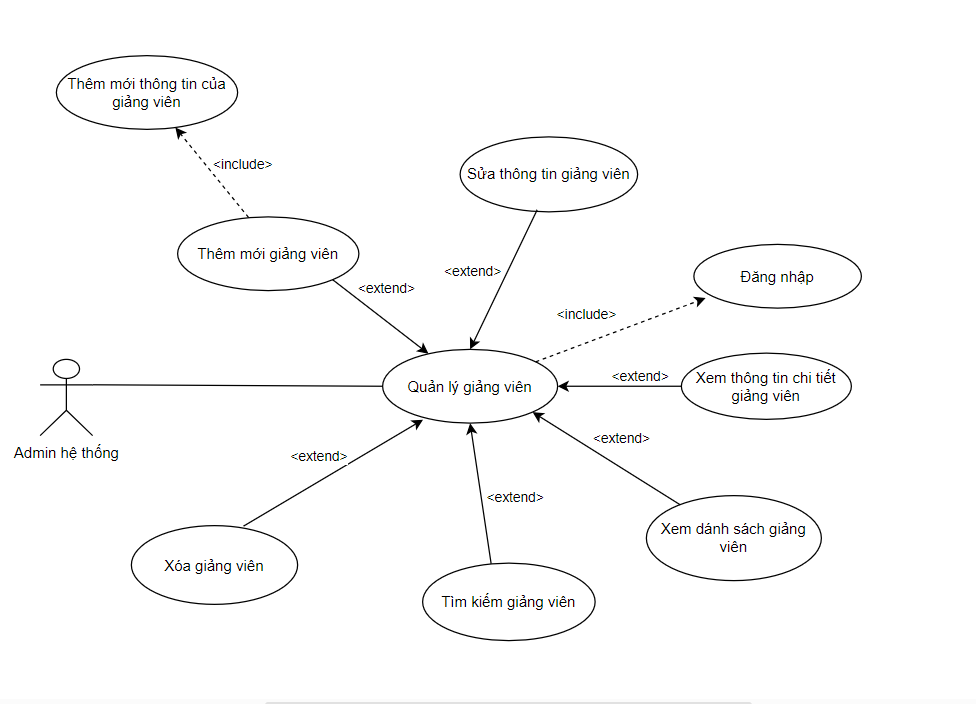 Thêm mới thông tin của
giảng viên
<include>
Sửa thông tin giảng viên
Thêm mới giảng viên
<extend>
<extend>
Đăng nhập
<include>
Quản lý giảng viên
<extend>
Xem thông tin chi tiết
giảng viên
Admin hệ thống
<extend>
<extend>
<extend>
Xem dánh sách giảng
viên
Xóa giảng viên
Tìm kiếm giảng viên